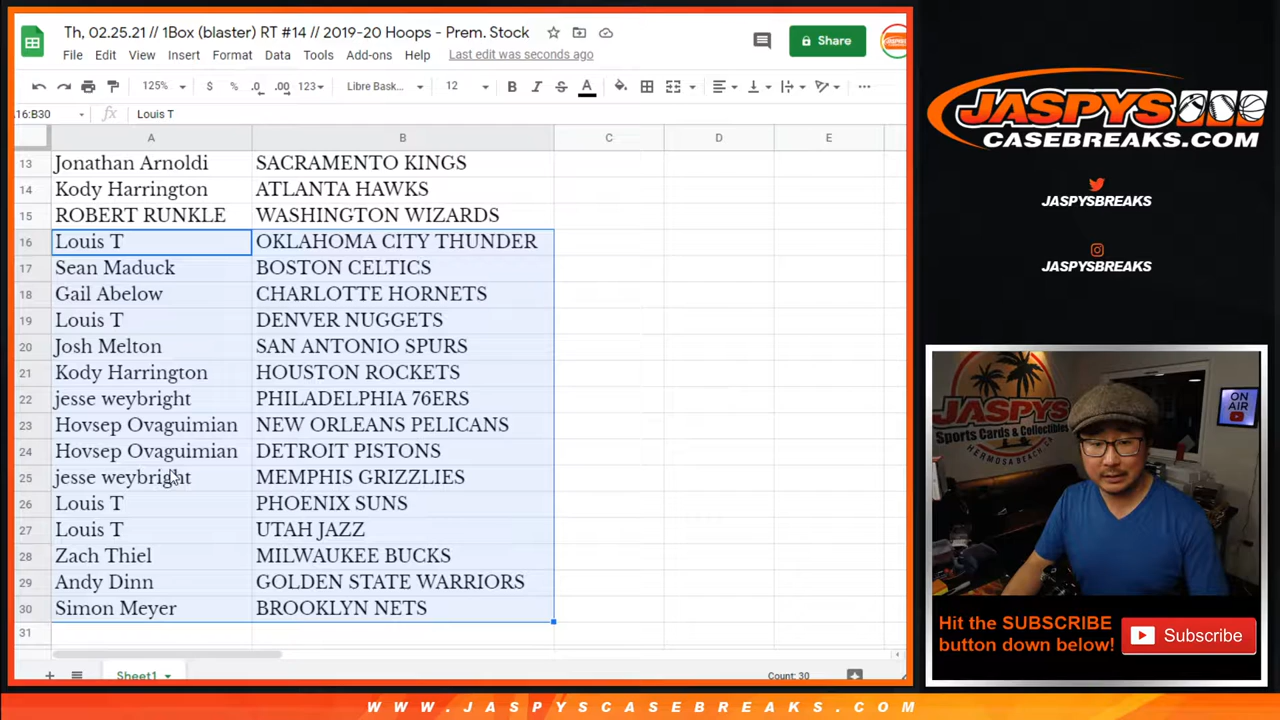 Th, 02.25.21 // 1Box (blaster) RT #14 // 2019-20 Hoops - Prem. Stock
File Edit View Insert Format Data Tools Add-ons Help Last edit was seconds ago
Share
125% $ % .0 .00 123 Libre Bask... 12 B I S A
A16:B30 fx Louis T
A B C D E
13 Jonathan Arnoldi SACRAMENTO KINGS
14 Kody Harrington ATLANTA HAWKS
15 ROBERT RUNKLE WASHINGTON WIZARDS
16 Louis T OKLAHOMA CITY THUNDER
17 Sean Maduck BOSTON CELTICS
18 Gail Abelow CHARLOTTE HORNETS
19 Louis T DENVER NUGGETS
20 Josh Melton SAN ANTONIO SPURS
21 Kody Harrington HOUSTON ROCKETS
22 jesse weybright PHILADELPHIA 76ERS
23 Hovsep Ovaguimian NEW ORLEANS PELICANS
24 Hovsep Ovaguimian DETROIT PISTONS
25 jesse weybright MEMPHIS GRIZZLIES
26 Louis T PHOENIX SUNS
27 Louis T UTAH JAZZ
28 Zach Thiel MILWAUKEE BUCKS
29 Andy Dinn GOLDEN STATE WARRIORS
30 Simon Meyer BROOKLYN NETS
31
Sheet1 Count: 30
JASPYS
CASEBREAKS.COM
JASPYSBREAKS
JASPYSBREAKS
JASPYS
Sports Cards & Collectibles
HERMOSA BEACH
ON AIR
Hit the SUBSCRIBE
button down below!
Subscribe
WWW.JASPYSCASEBREAKS.COM